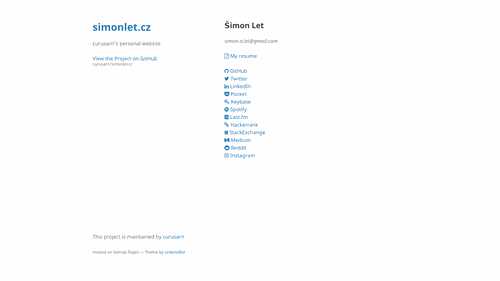 simonlet.cz
curusarn's personal website
View the Project on GitHub
curusarn/simonlet.cz
This project is maintained by curusarn
Hosted on GitHub Pages — Theme by orderedlist
Šimon Let
simon.o.let@gmail.com
My resume
GitHub
Twitter
LinkedIn
Pocket
Keybase
Spotify
Last.fm
Hackerrank
StackExchange
Medium
Reddit
Instagram